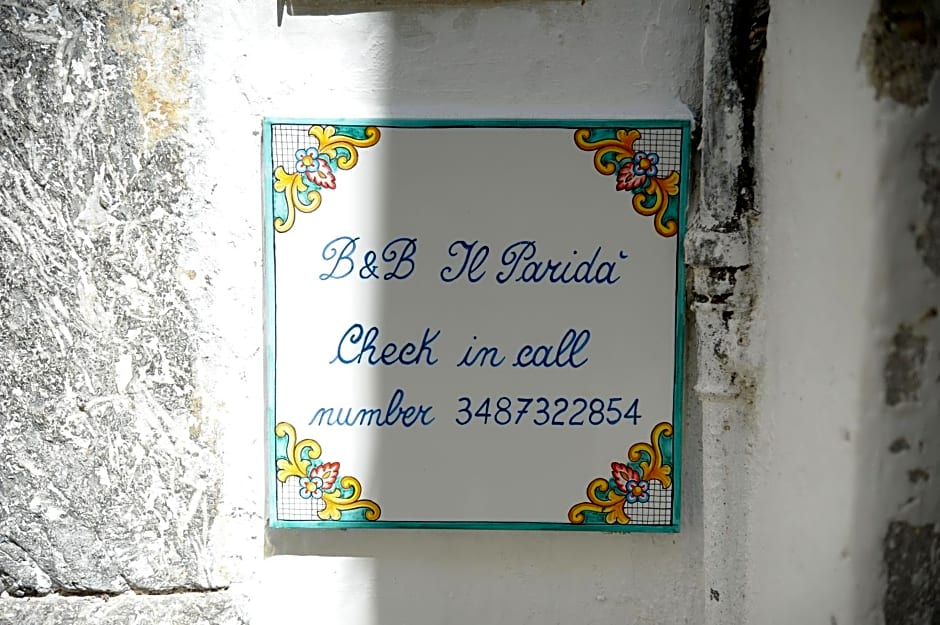 B&B Il Paridà
Check in call
number 3487322854